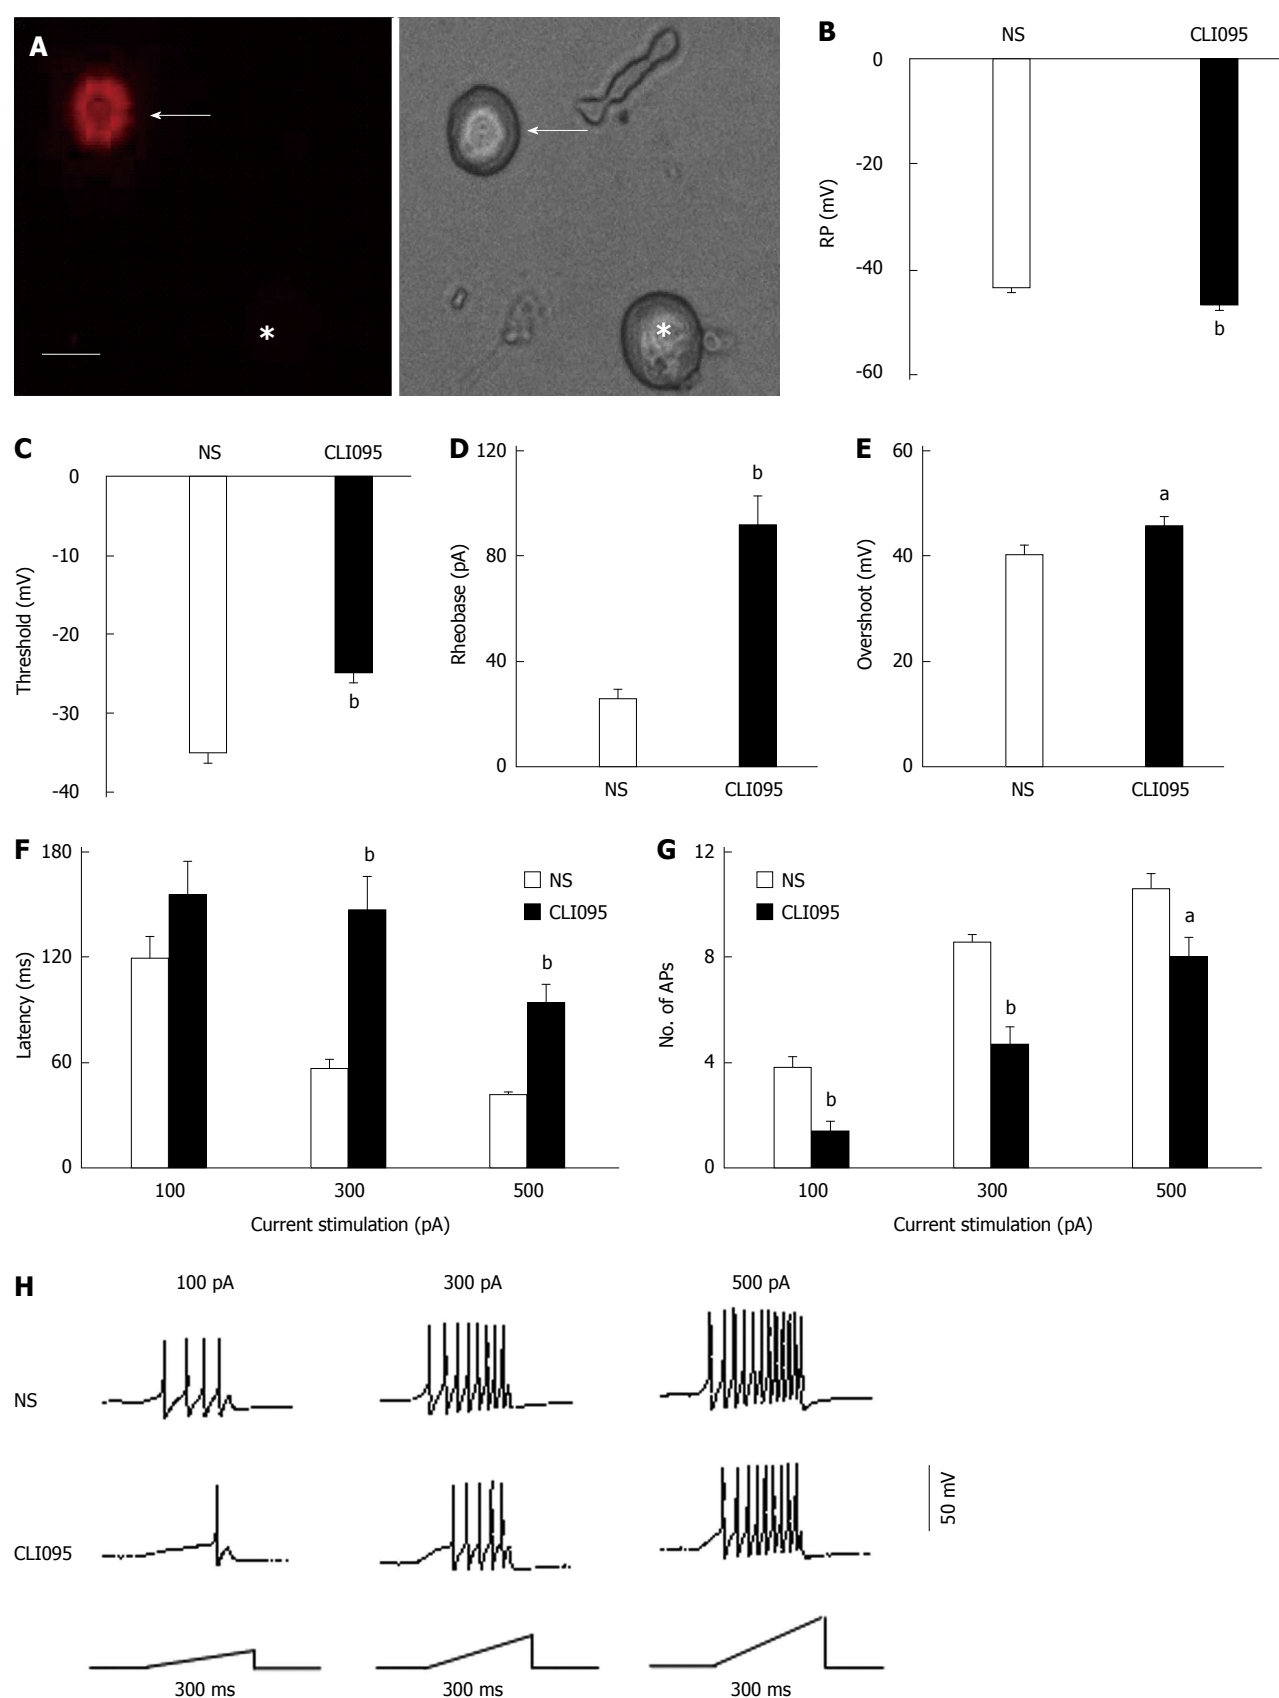 A
*
*
B
NS CLI095
0
-20
-40
-60
RP (mV)
b
C
NS CLI095
0
-10
-20
-30
-40
Threshold (mV)
b
D
120
80
40
0
Rheobase (pA)
b
NS CLI095
E
60
40
20
0
Overshoot (mV)
a
NS CLI095
F
180
120
60
0
Latency (ms)
b
b
NS
CLI095
100 300 500
Current stimulation (pA)
G
12
8
4
0
No. of APs
NS
CLI095
b
b
a
100 300 500
Current stimulation (pA)
H
100 pA 300 pA 500 pA
NS
CLI095
50 mV
300 ms 300 ms 300 ms